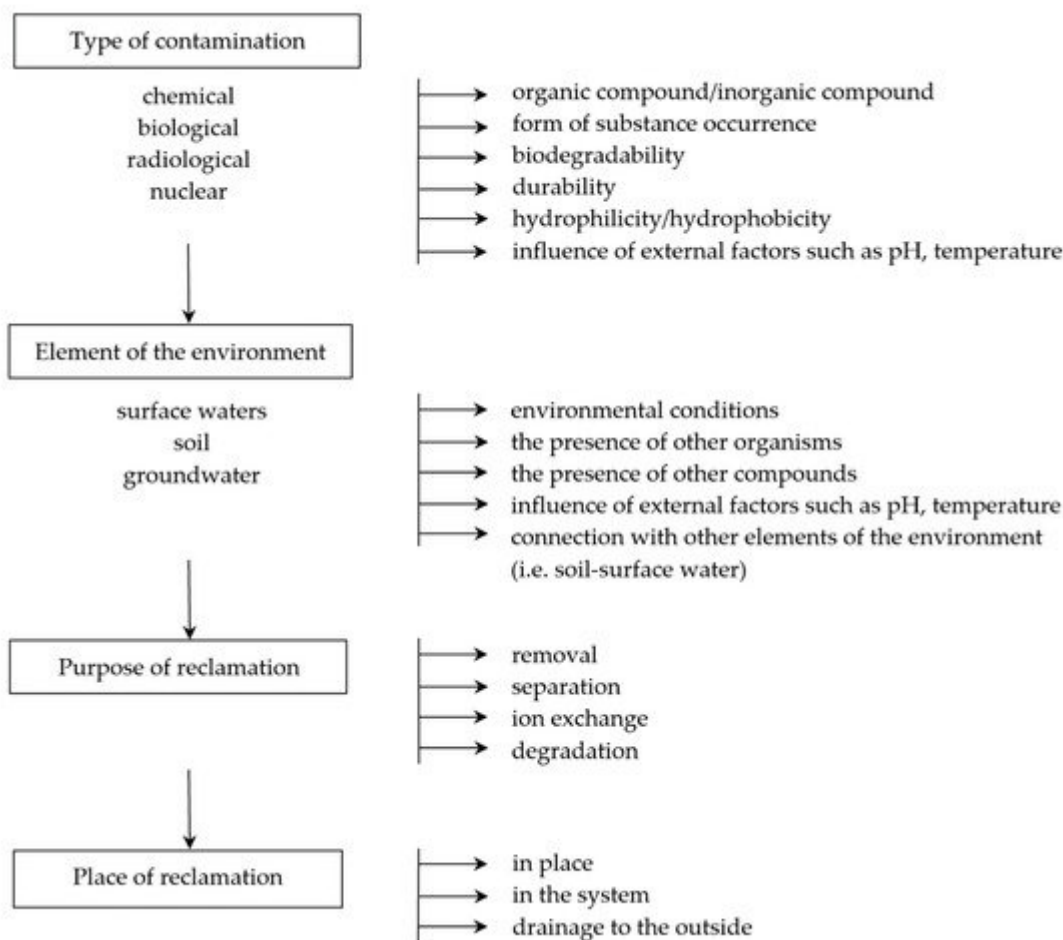 Type of contamination
chemical
biological
radiological
nuclear
organic compound/inorganic compound
form of substance occurrence
biodegradability
durability
hydrophilicity/hydrophobicity
influence of external factors such as pH, temperature
Element of the environment
surface waters
soil
groundwater
environmental conditions
the presence of other organisms
the presence of other compounds
influence of external factors such as pH, temperature
connection with other elements of the environment
(i.e. soil-surface water)
Purpose of reclamation
removal
separation
ion exchange
degradation
Place of reclamation
in place
in the system
drainage to the outside